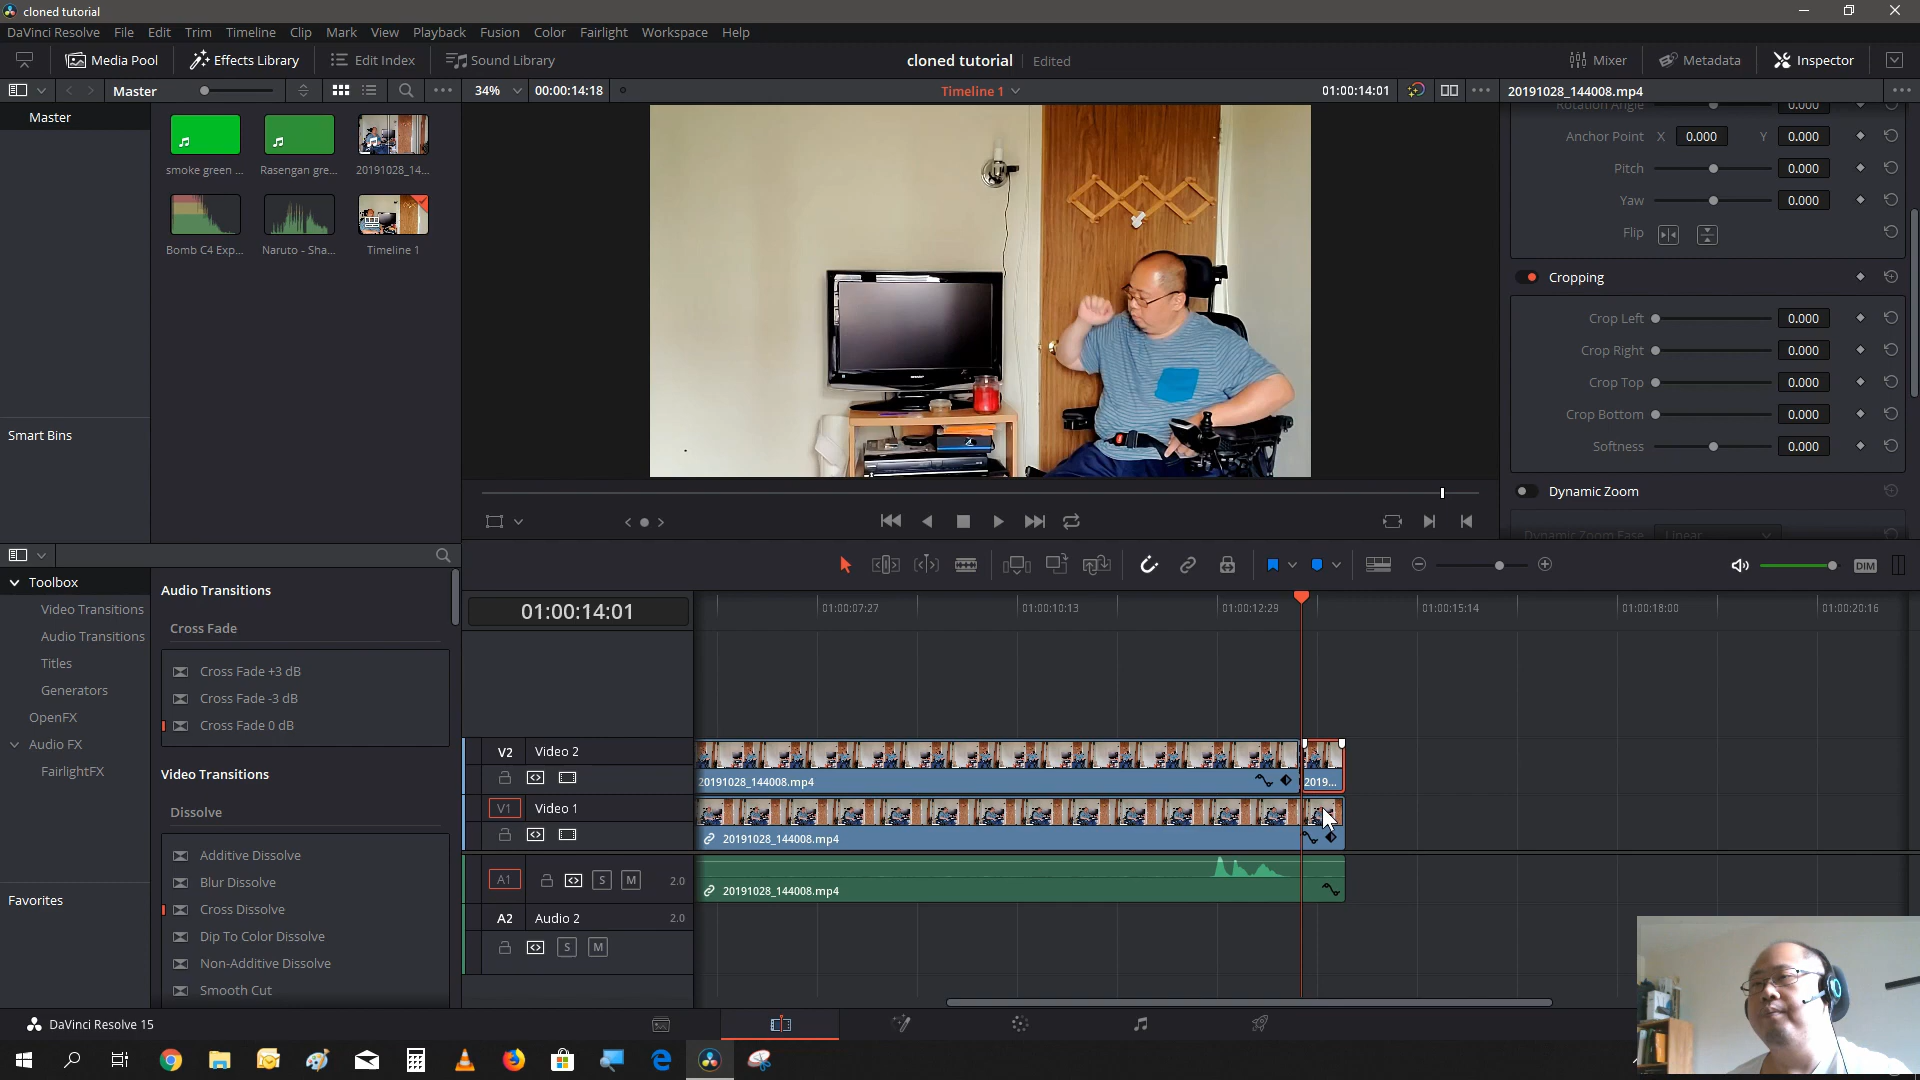 cloned tutorial
DaVinci Resolve File Edit Trim Timeline Clip Mark View Playback Fusion Color Fairlight Workspace Help
Media Pool Effects Library Edit Index Sound Library cloned tutorial Edited Mixer Metadata Inspector
Master 34% 00:00:14:18 Timeline 1 01:00:14:01 20191028_144008.mp4
Master
smoke green ... Rasengan gre... 20191028_14...
Bomb C4 Exp... Naruto - Sha... Timeline 1
Smart Bins
Rotation Angle 0.000
Anchor Point X 0.000 Y 0.000
Pitch 0.000
Yaw 0.000
Flip
Cropping
Crop Left 0.000
Crop Right 0.000
Crop Top 0.000
Crop Bottom 0.000
Softness 0.000
Dynamic Zoom
Dynamic Zoom Ease Linear
DIM
Toolbox
Video Transitions
Audio Transitions
Titles
Generators
OpenFX
Audio FX
FairlightFX
Favorites
Audio Transitions
Cross Fade
Cross Fade +3 dB
Cross Fade -3 dB
Cross Fade 0 dB
Video Transitions
Dissolve
Additive Dissolve
Blur Dissolve
Cross Dissolve
Dip To Color Dissolve
Non-Additive Dissolve
Smooth Cut
01:00:14:01 01:00:07:27 01:00:10:13 01:00:12:29 01:00:15:14 01:00:18:00 01:00:20:16
V2 Video 2
20191028_144008.mp4 2019...
V1 Video 1
20191028_144008.mp4
A1 S M 2.0
20191028_144008.mp4
A2 Audio 2 2.0
S M
DaVinci Resolve 15